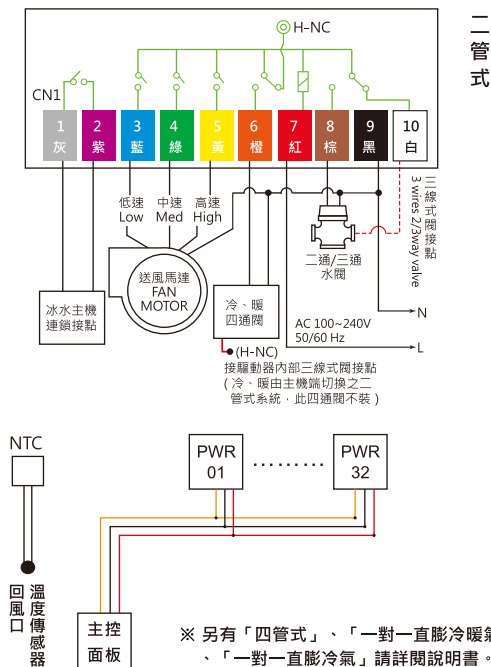 二管式
H-NC
CN1
1 2 3 4 5 6 7 8 9 10
灰 紫 藍 綠 黃 橙 紅 棕 黑 白
低速 中速 高速
Low Med High
三線式閥接點
3 wires 2/3way valve
送風馬達
FAN
MOTOR
二通/三通
水閥
冰水主機
連鎖接點
冷、暖
四通閥
N
AC 100~240V
50/60 Hz
L
(H-NC)
接驅動器內部三線式閥接點
( 冷、暖由主機端切換之二
管式系統，此四通閥不裝 )
NTC
PWR
01
PWR
32
溫度傳感器
回風口
主控
面板
※ 另有「四管式」、「一對一直膨冷暖氣
、「一對一直膨冷氣」請詳閱說明書。